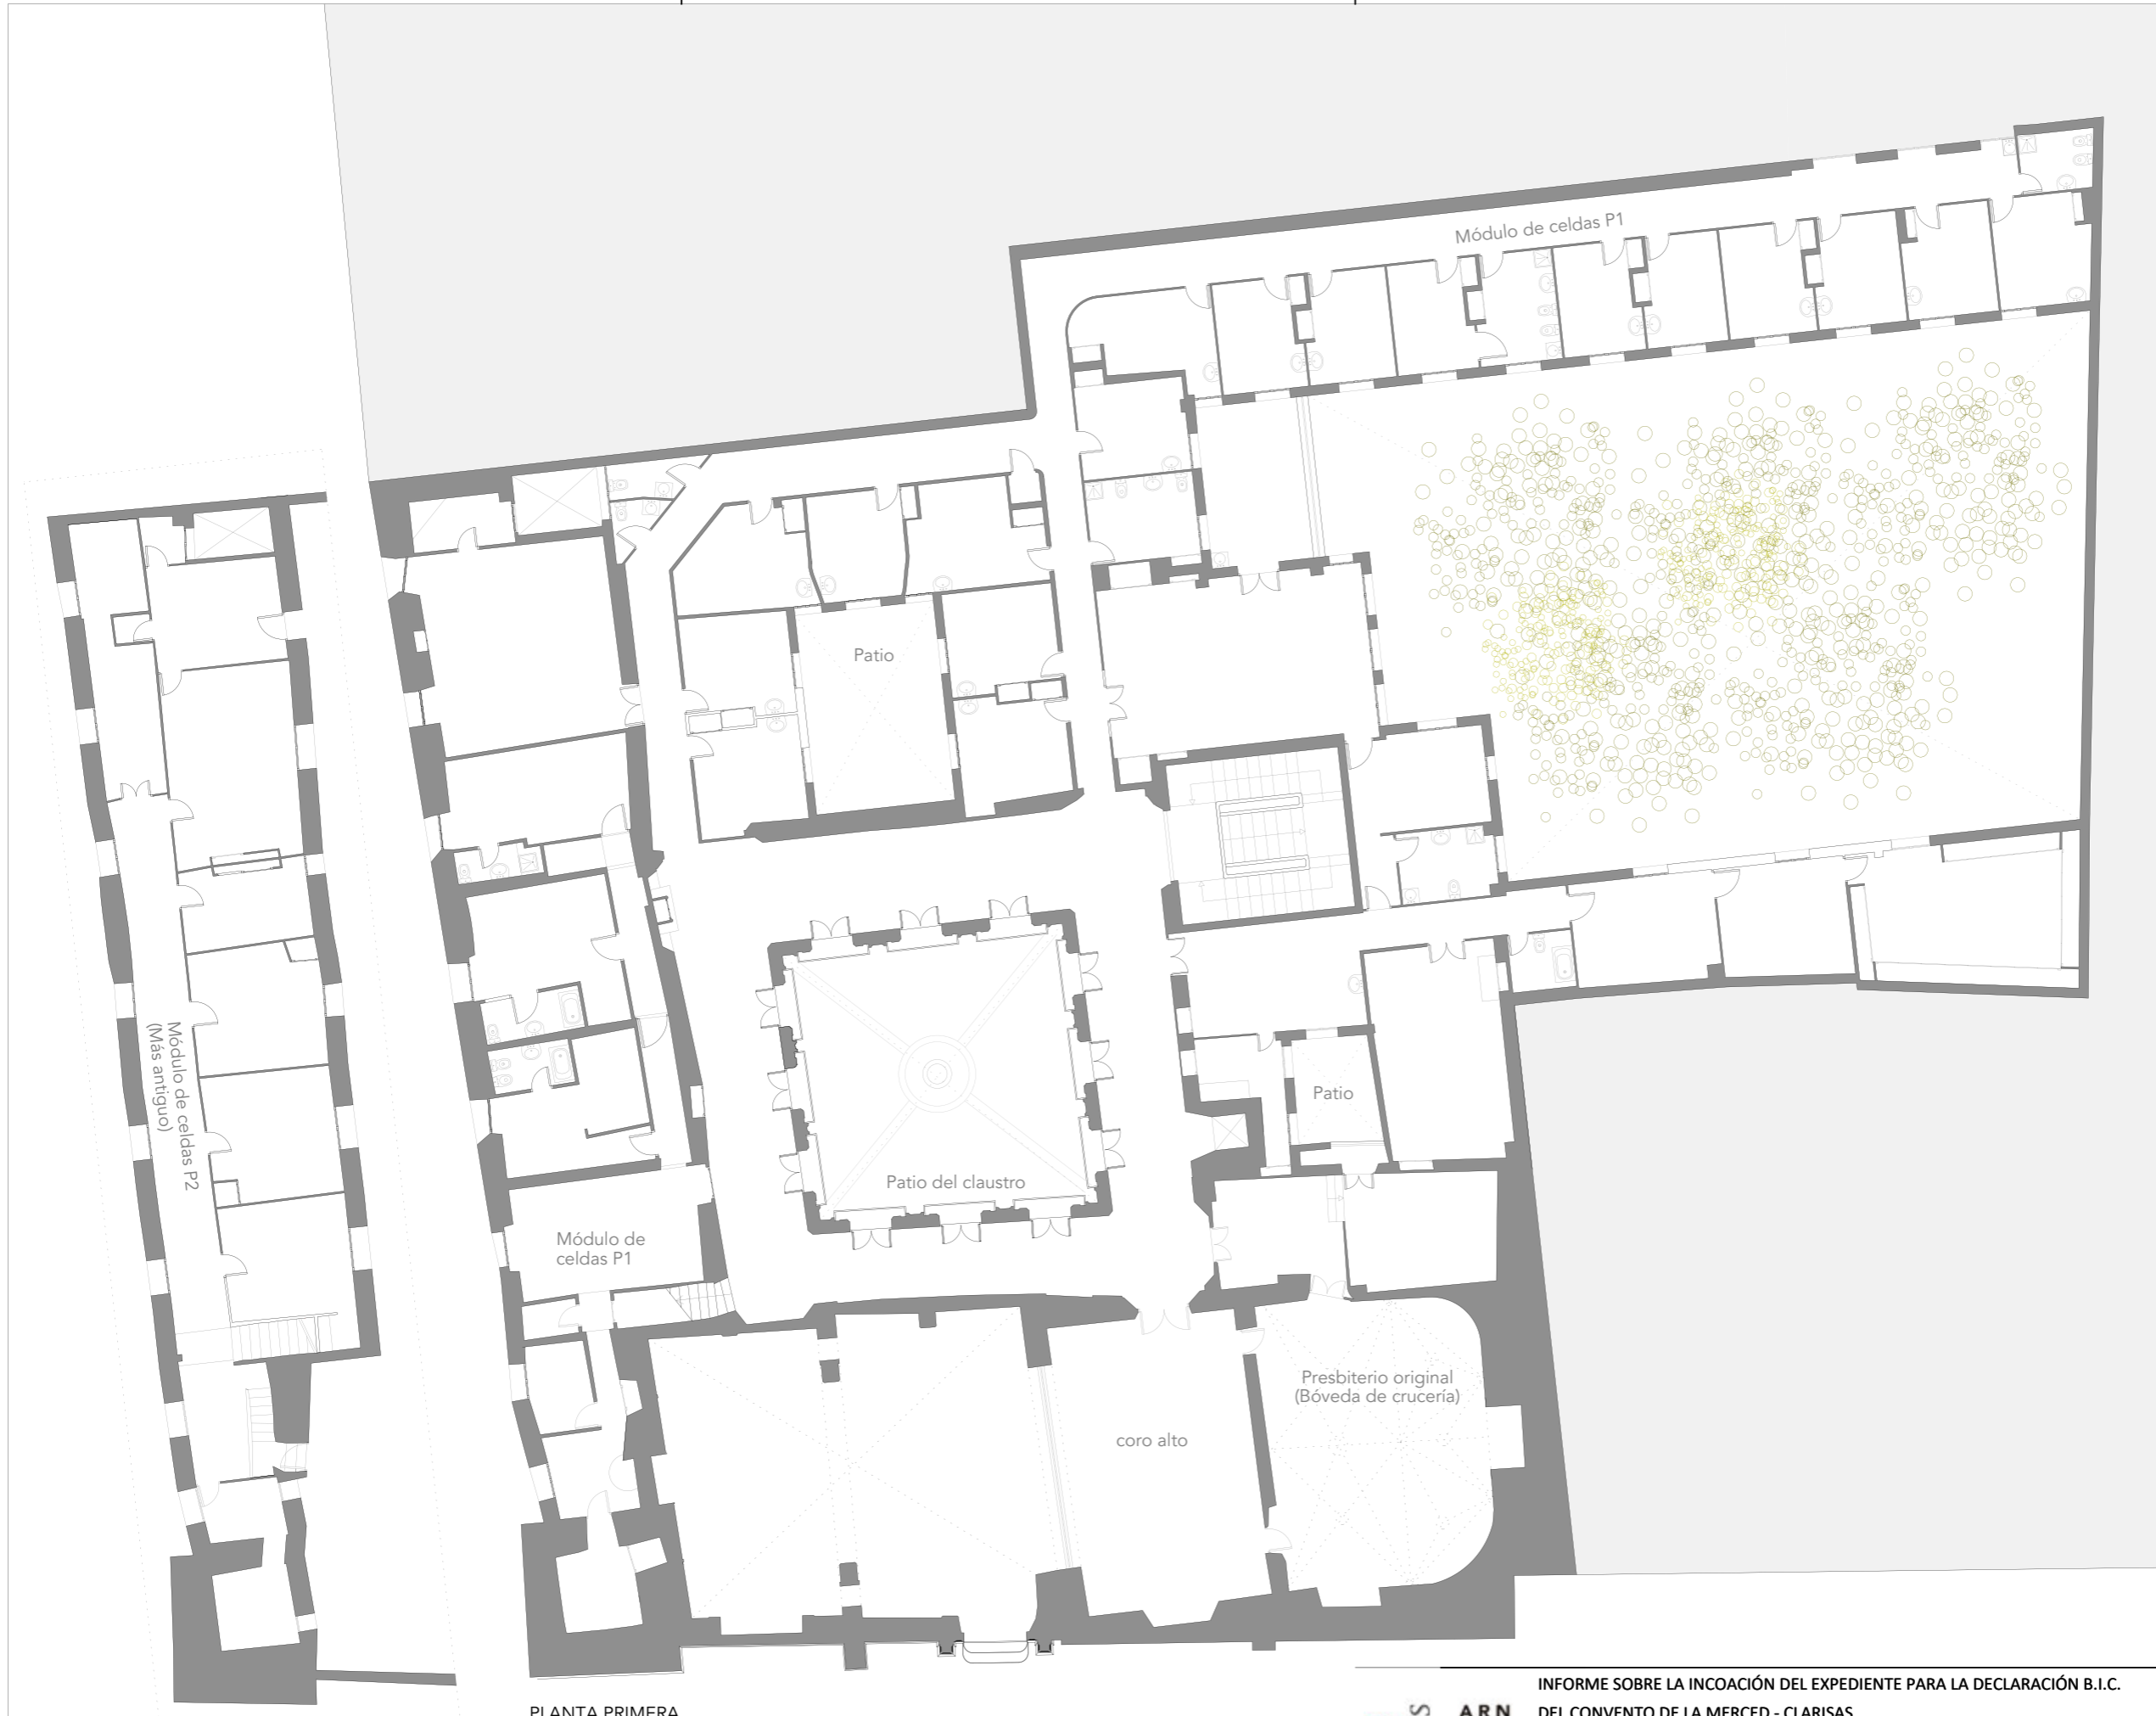 Módulo de celdas P1
Patio
Módulo de celdas P2
(Más antiguo)
Patio
Patio del claustro
Módulo de
celdas P1
Presbiterio original
(Bóveda de crucería)
coro alto
PLANTA PRIMERA
INFORME SOBRE LA INCOACIÓN DEL EXPEDIENTE PARA LA DECLARACIÓN B.I.C.
ARN
DEL CONVENTO DE LA MERCED - CLARISAS